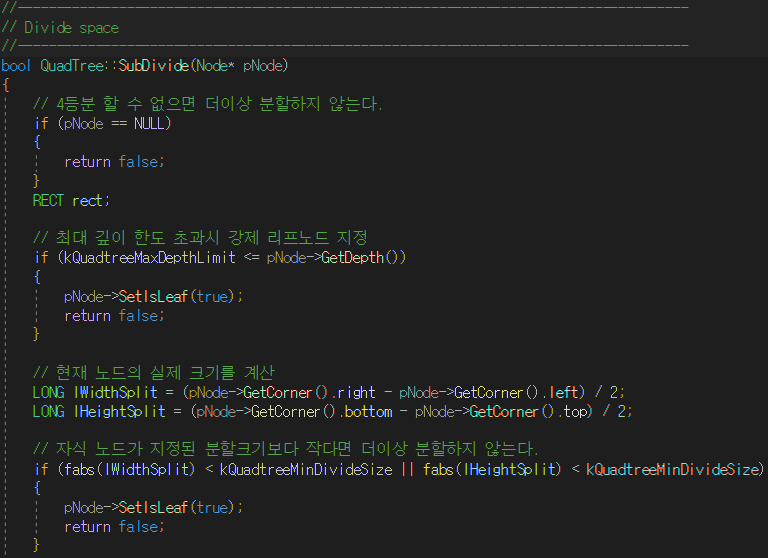 //--------------------------------------------------------------------------------------
// Divide space
//--------------------------------------------------------------------------------------
bool QuadTree::SubDivide(Node* pNode)
{
// 4등분 할 수 없으면 더이상 분할하지 않는다.
if (pNode == NULL)
{
return false;
}
RECT rect;
// 최대 깊이 한도 초과시 강제 리프노드 지정
if (kQuadtreeMaxDepthLimit <= pNode->GetDepth())
{
pNode->SetIsLeaf(true);
return false;
}
// 현재 노드의 실제 크기를 계산
LONG lWidthSplit = (pNode->GetCorner().right - pNode->GetCorner().left) / 2;
LONG lHeightSplit = (pNode->GetCorner().bottom - pNode->GetCorner().top) / 2;
// 자식 노드가 지정된 분할크기보다 작다면 더이상 분할하지 않는다.
if (fabs(lWidthSplit) < kQuadtreeMinDivideSize || fabs(lHeightSplit) < kQuadtreeMinDivideSize)
{
pNode->SetIsLeaf(true);
return false;
}